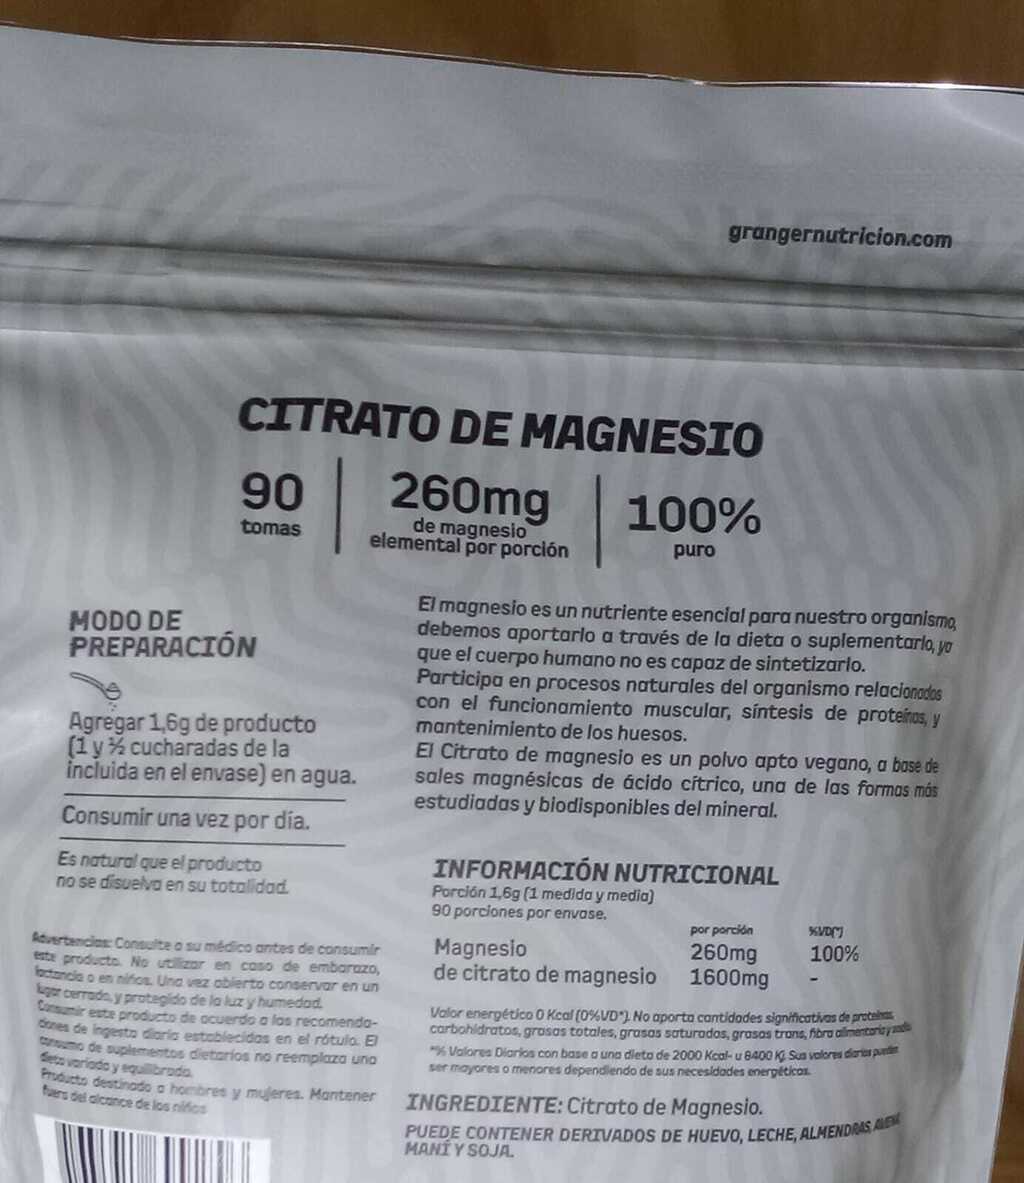 grangernutricion.com
CITRATO DE MAGNESIO
90
tomas
260mg
de magnesio
elemental por porción
100%
puro
MODO DE
PREPARACIÓN
Agregar 1,6g de producto
(1 y ½ cucharadas de la
incluida en el envase) en agua.
Consumir una vez por día.
Es natural que el producto
no se disuelva en su totalidad.
Advertencias: Consulte a su médico antes de consumir
este producto. No utilizar en caso de embarazo,
lactancia o en niños. Una vez abierto conservar en un
lugar cerrado, y protegido de la luz y humedad.
Consumir este producto de acuerdo a las recomenda-
ciones de ingesta diaria establecidas en el rótulo. El
consumo de suplementos dietarios no reemplaza una
dieta variada y equilibrada.
Producto destinado a hombres y mujeres. Mantener
fuera del alcance de los niños
El magnesio es un nutriente esencial para nuestro organismo,
debemos aportarlo a través de la dieta o suplementarlo, ya
que el cuerpo humano no es capaz de sintetizarlo.
Participa en procesos naturales del organismo relacionados
con el funcionamiento muscular, síntesis de proteínas, y
mantenimiento de los huesos.
El Citrato de magnesio es un polvo apto vegano, a base de
sales magnésicas de ácido cítrico, una de las formas más
estudiadas y biodisponibles del mineral.
INFORMACIÓN NUTRICIONAL
Porción 1,6g (1 medida y media)
90 porciones por envase.
por porción %VD(*)
Magnesio 260mg 100%
de citrato de magnesio 1600mg -
Valor energético 0 Kcal (0%VD*). No aporta cantidades significativas de proteínas,
carbohidratos, grasas totales, grasas saturadas, grasas trans, fibra alimentaria y sodio
*% Valores Diarios con base a una dieta de 2000 Kcal- u 8400 Kj. Sus valores diarios pueden
ser mayores o menores dependiendo de sus necesidades energéticas.
INGREDIENTE: Citrato de Magnesio.
PUEDE CONTENER DERIVADOS DE HUEVO, LECHE, ALMENDRAS, AVENA
MANÍ Y SOJA.